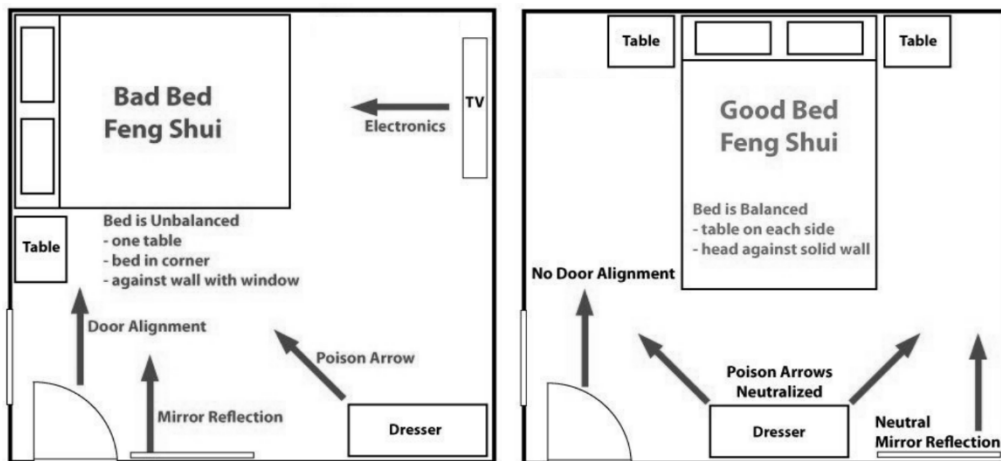 Bad Bed
Feng Shui
TV
Electronics
Table
Bed is Unbalanced
- one table
- bed in corner
- against wall with window
Door Alignment
Poison Arrow
Mirror Reflection
Dresser
Table
Table
Good Bed
Feng Shui
Bed is Balanced
- table on each side
- head against solid wall
No Door Alignment
Poison Arrows
Neutralized
Dresser
Neutral
Mirror Reflection